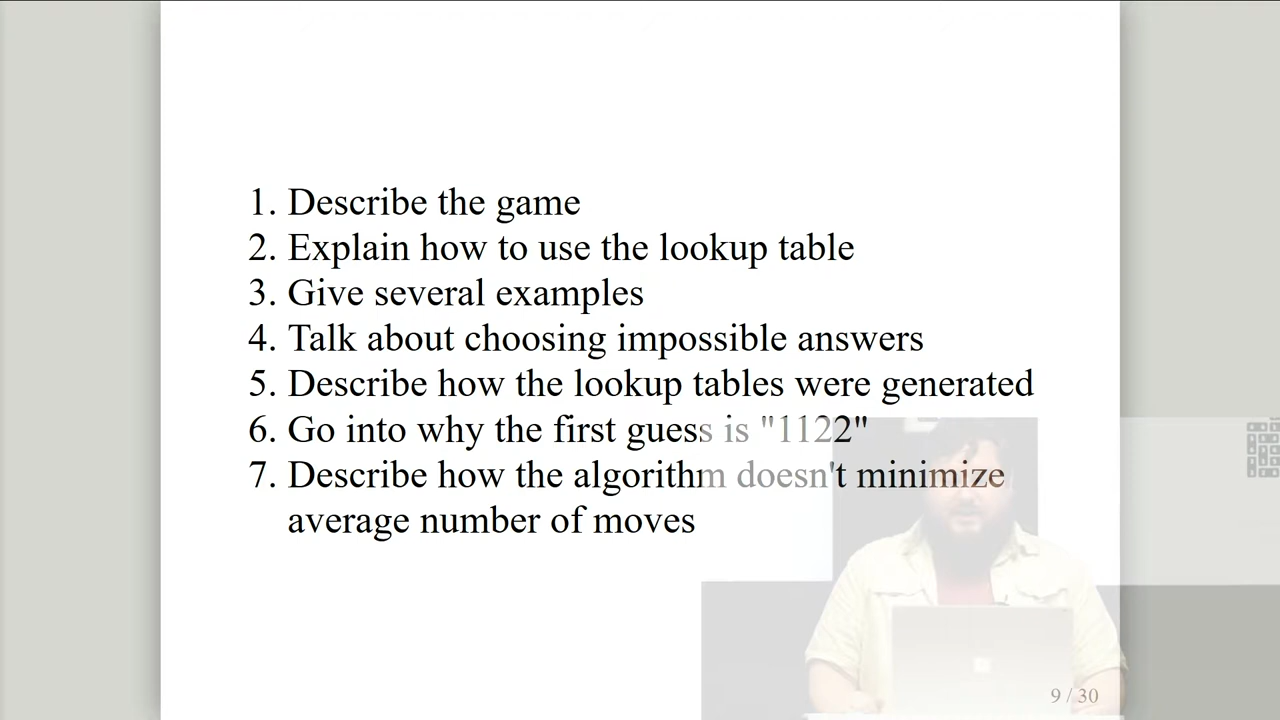 1. Describe the game
2. Explain how to use the lookup table
3. Give several examples
4. Talk about choosing impossible answers
5. Describe how the lookup tables were generated
6. Go into why the first guess is "1122"
7. Describe how the algorithm doesn't minimize
average number of moves
9 / 30